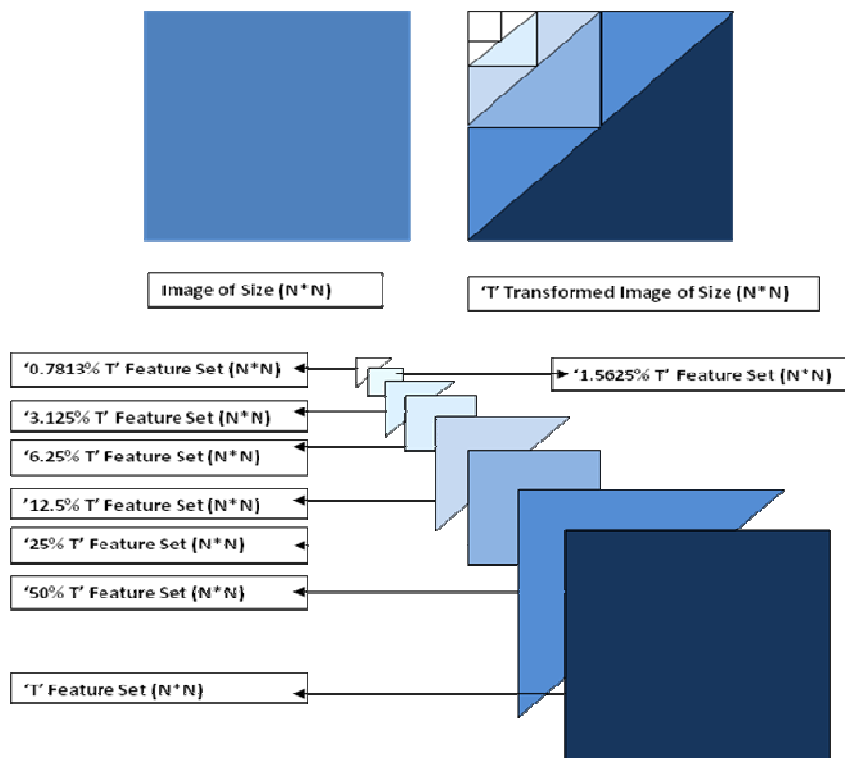 Image of Size (N*N)
‘T’ Transformed Image of Size (N*N)
‘0.7813% T’ Feature Set (N*N)
‘1.5625% T’ Feature Set (N*N)
‘3.125% T’ Feature Set (N*N)
‘6.25% T’ Feature Set (N*N)
‘12.5% T’ Feature Set (N*N)
‘25% T’ Feature Set (N*N)
‘50% T’ Feature Set (N*N)
‘T’ Feature Set (N*N)